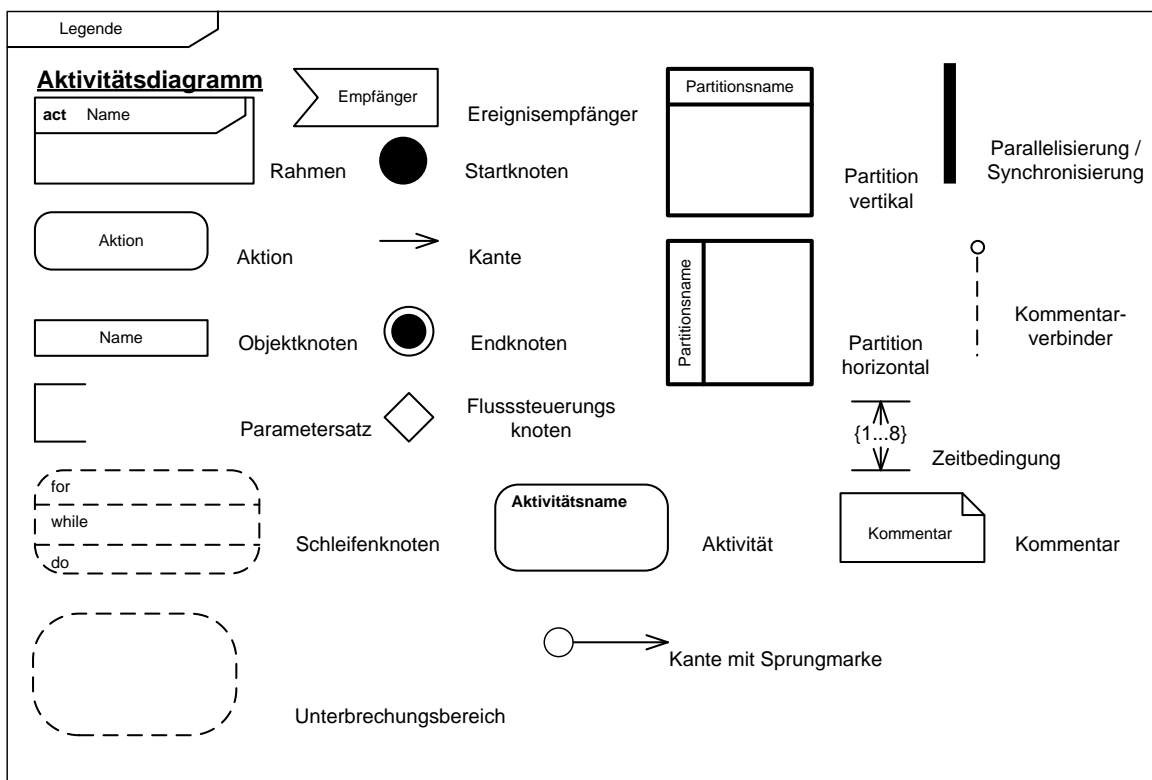 Legende
Aktivitätsdiagramm
act Name
Rahmen
Empfänger
Ereignisempfänger
Startknoten
Partitionsname
Partition
vertikal
Parallelisierung /
Synchronisierung
Aktion
Aktion
Kante
Partitionsname
Partition
horizontal
Kommentar-
verbinder
Name
Objektknoten
Endknoten
Parametersatz
Flusssteuerungs
knoten
{1...8}
Zeitbedingung
for
while
do
Schleifenknoten
Aktivitätsname
Aktivität
Kommentar
Kommentar
Kante mit Sprungmarke
Unterbrechungsbereich